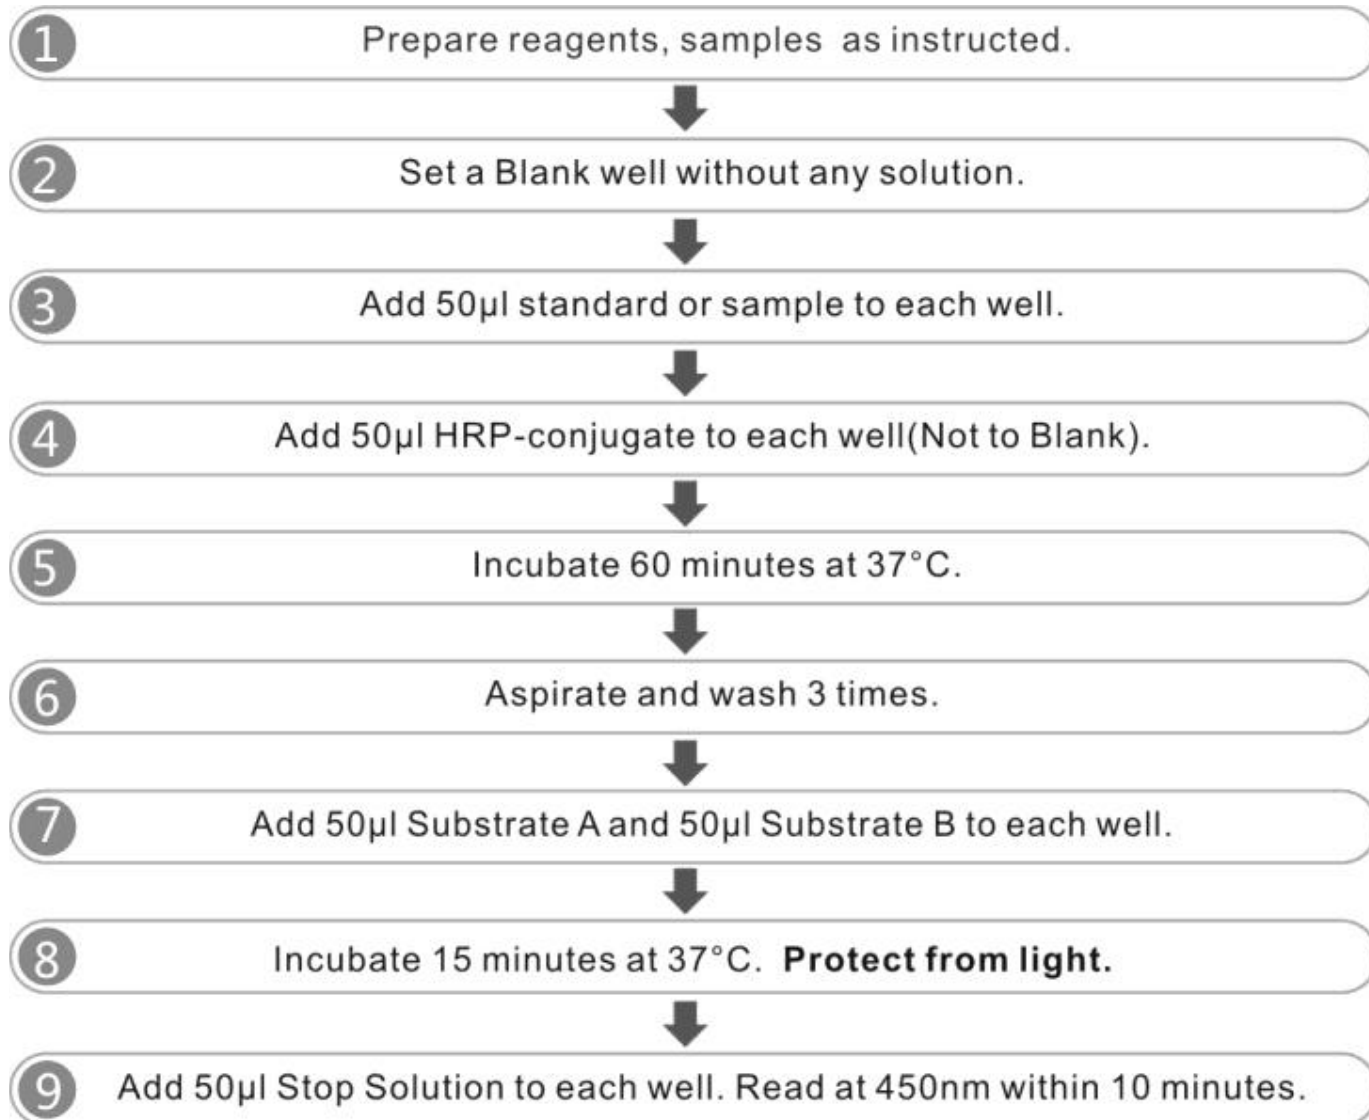 1 Prepare reagents, samples as instructed.
2 Set a Blank well without any solution.
3 Add 50μl standard or sample to each well.
4 Add 50μl HRP-conjugate to each well(Not to Blank).
5 Incubate 60 minutes at 37°C.
6 Aspirate and wash 3 times.
7 Add 50μl Substrate A and 50μl Substrate B to each well.
8 Incubate 15 minutes at 37°C. Protect from light.
9 Add 50μl Stop Solution to each well. Read at 450nm within 10 minutes.